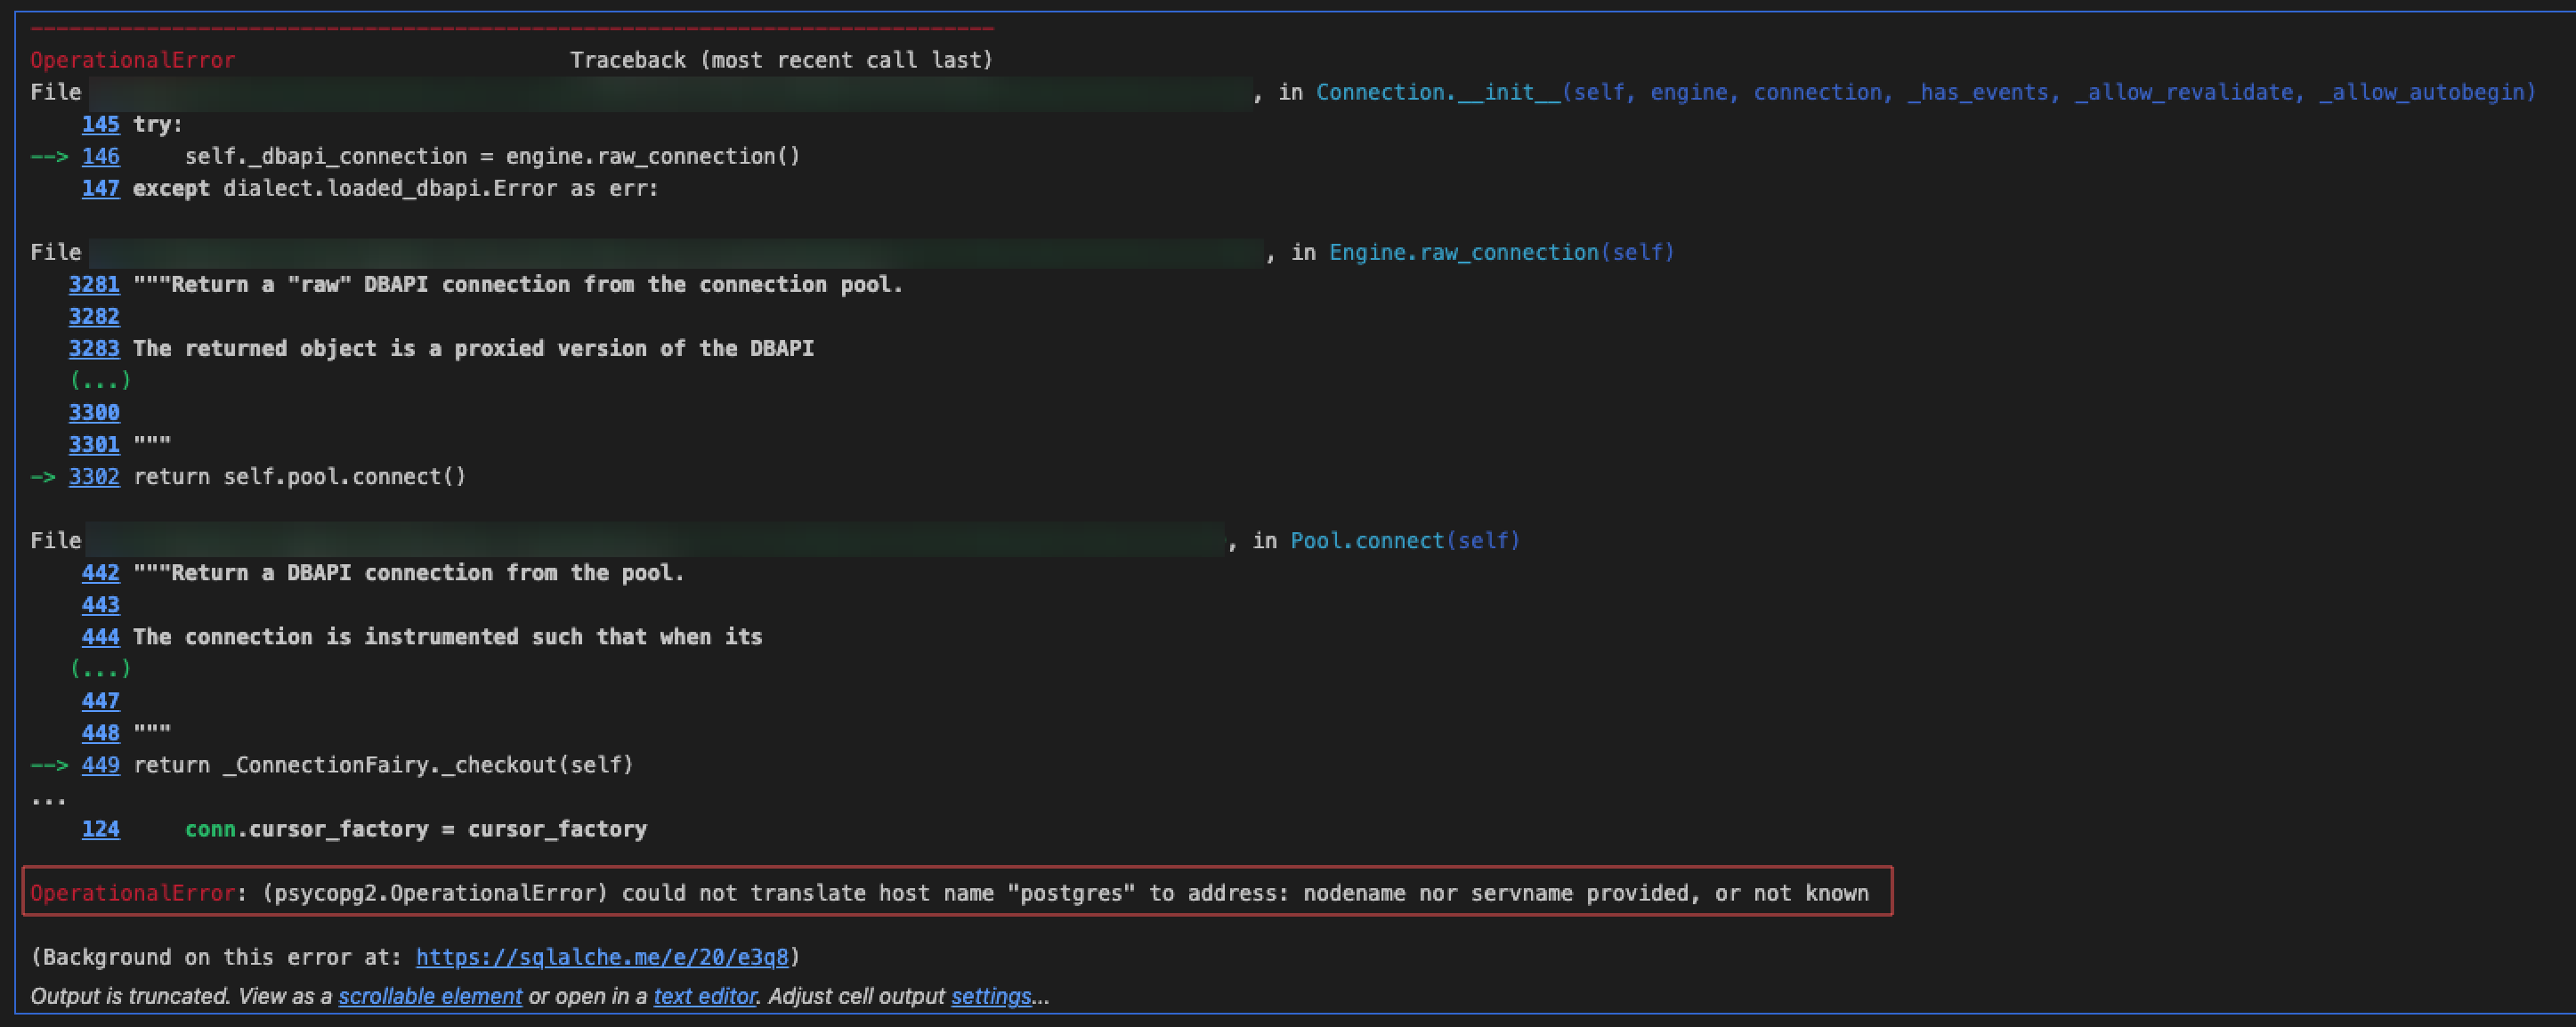 OperationalError Traceback (most recent call last)
File , in Connection.__init__(self, engine, connection, _has_events, _allow_revalidate, _allow_autobegin)
145 try:
--> 146 self._dbapi_connection = engine.raw_connection()
147 except dialect.loaded_dbapi.Error as err:
File , in Engine.raw_connection(self)
3281 """Return a "raw" DBAPI connection from the connection pool.
3282
3283 The returned object is a proxied version of the DBAPI
(...)
3300
3301 """
-> 3302 return self.pool.connect()
File , in Pool.connect(self)
442 """Return a DBAPI connection from the pool.
443
444 The connection is instrumented such that when its
(...)
447
448 """
--> 449 return _ConnectionFairy._checkout(self)
...
124 conn.cursor_factory = cursor_factory
OperationalError: (psycopg2.OperationalError) could not translate host name "postgres" to address: nodename nor servname provided, or not known
(Background on this error at: https://sqlalche.me/e/20/e3q8)
Output is truncated. View as a scrollable element or open in a text editor. Adjust cell output settings...